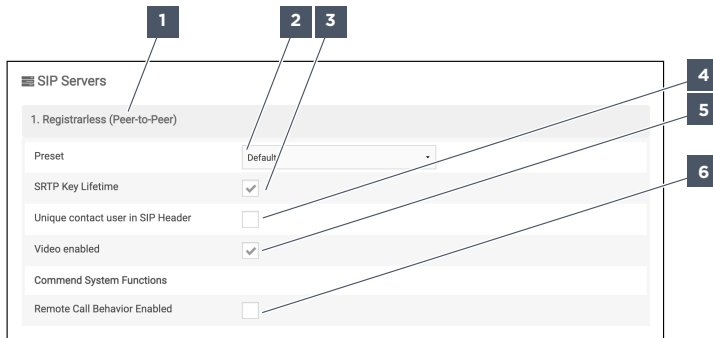 1
2
3
SIP Servers
4
1. Registrarless (Peer-to-Peer)
5
Preset
Default
SRTP Key Lifetime
6
Unique contact user in SIP Header
Video enabled
Commend System Functions
Remote Call Behavior Enabled